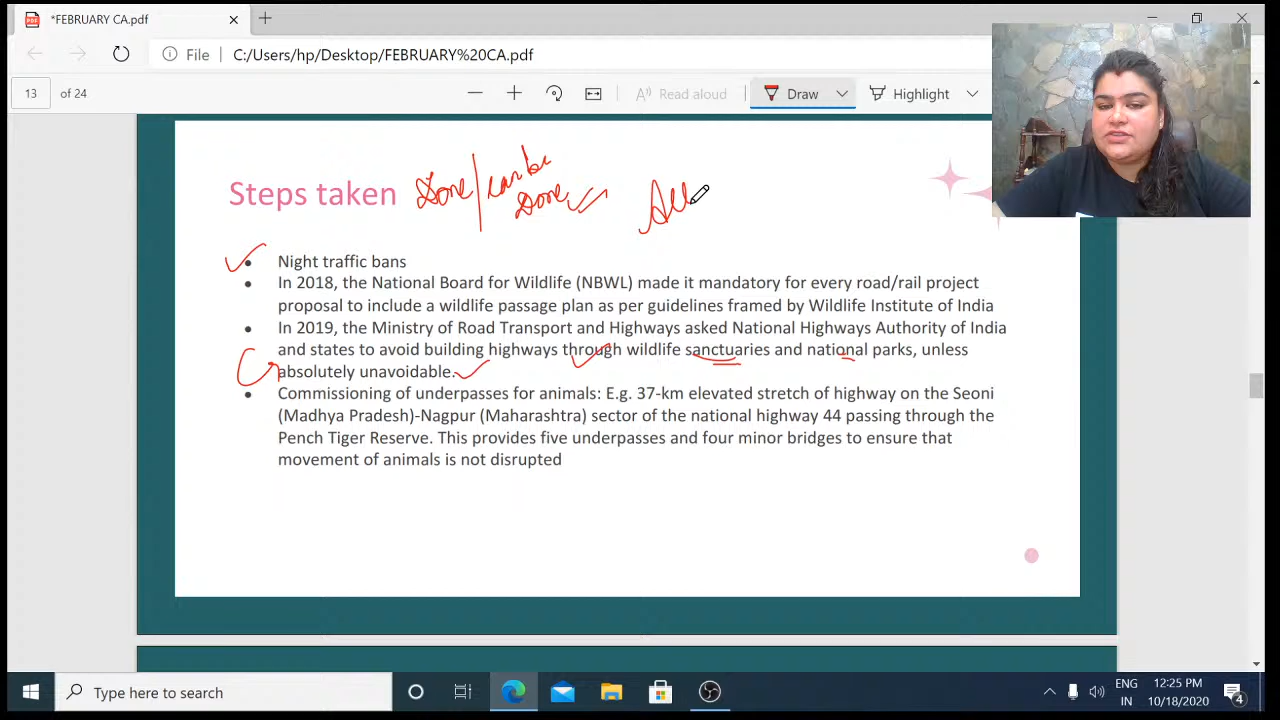 *FEBRUARY CA.pdf
File C:/Users/hp/Desktop/FEBRUARY%20CA.pdf
13 of 24 Read aloud Draw Highlight
Steps taken Done/can be
Done
All
Night traffic bans
In 2018, the National Board for Wildlife (NBWL) made it mandatory for every road/rail project
proposal to include a wildlife passage plan as per guidelines framed by Wildlife Institute of India
In 2019, the Ministry of Road Transport and Highways asked National Highways Authority of India
and states to avoid building highways through wildlife sanctuaries and national parks, unless
absolutely unavoidable.
Commissioning of underpasses for animals: E.g. 37-km elevated stretch of highway on the Seoni
(Madhya Pradesh)-Nagpur (Maharashtra) sector of the national highway 44 passing through the
Pench Tiger Reserve. This provides five underpasses and four minor bridges to ensure that
movement of animals is not disrupted
Type here to search
ENG 12:25 PM
IN 10/18/2020 4